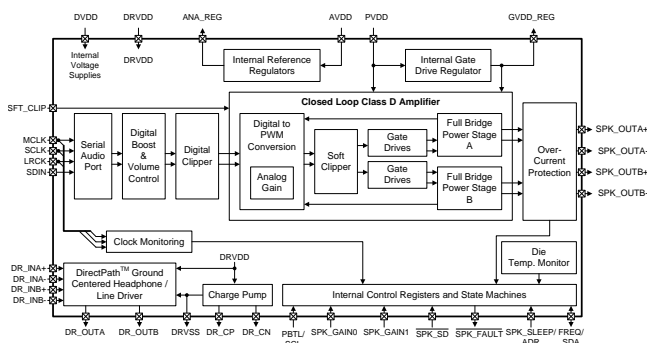 DVDD DRVDD ANA_REG AVDD PVDD GVDD_REG
Internal Voltage Supplies
DRVDD
Internal Reference Regulators
Internal Gate Drive Regulator
SFT_CLIP
Closed Loop Class D Amplifier
MCLK
SCLK
LRCK
SDIN
Serial Audio Port
Digital Boost & Volume Control
Digital Clipper
Digital to PWM Conversion
Analog Gain
Soft Clipper
Gate Drives
Gate Drives
Full Bridge Power Stage A
Full Bridge Power Stage B
Over-Current Protection
SPK_OUTA+
SPK_OUTA-
SPK_OUTB+
SPK_OUTB-
Clock Monitoring
Die Temp. Monitor
DR_INA+
DR_INA-
DR_INB+
DR_INB-
DirectPath™ Ground Centered Headphone / Line Driver
DRVDD
Charge Pump
Internal Control Registers and State Machines
DR_OUTA DR_OUTB DRVSS DR_CP DR_CN PBTL/ SPK_GAIN0 SPK_GAIN1 SPK_SD SPK_FAULT SPK_SLEEP/ FREQ/
SCL ADR SDA